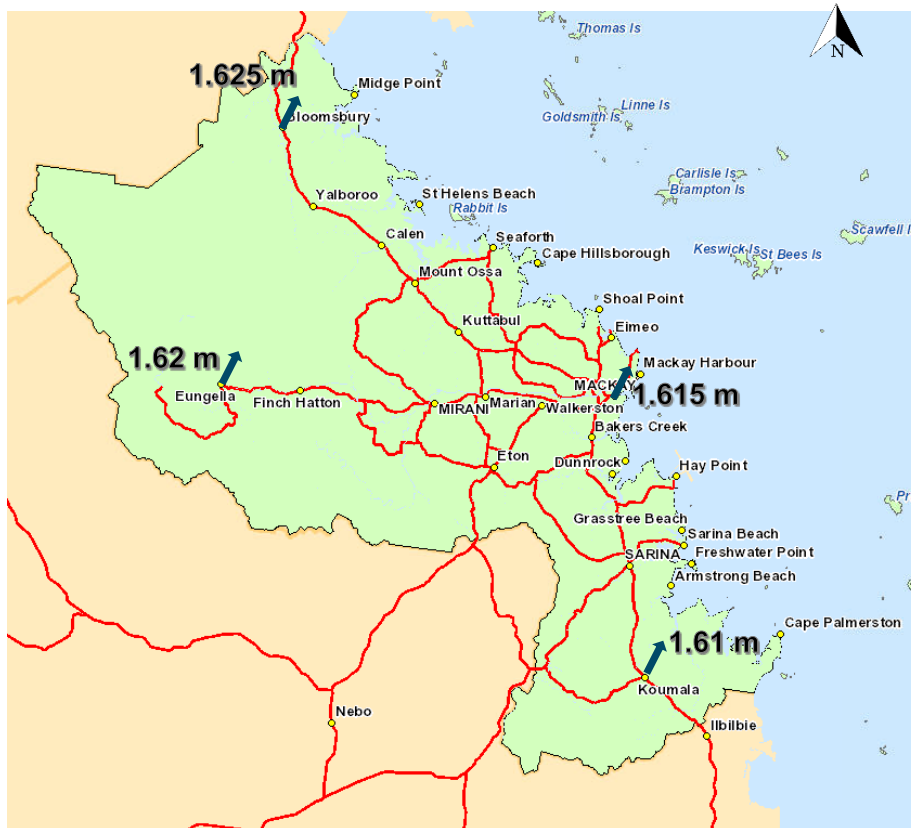 Thomas Is
N
1.625 m
Midge Point
Linne Is
Goldsmith Is
Bloomsbury
Carlisle Is
Brampton Is
St Helens Beach
Yalboroo
Rabbit Is
Scawfell I
Calen
Seaforth
Keswick Is
St Bees Is
Cape Hillsborough
Mount Ossa
Shoal Point
Kuttabul
Eimeo
1.62 m
Mackay Harbour
MACKAY
Eungella
1.615 m
Finch Hatton
MIRANI
Marian
Walkerston
Bakers Creek
Eton
Dunnrock
Hay Point
Pr
Grasstree Beach
Sarina Beach
SARINA
Freshwater Point
Armstrong Beach
Cape Palmerston
1.61 m
Koumala
Nebo
Ilbilbie